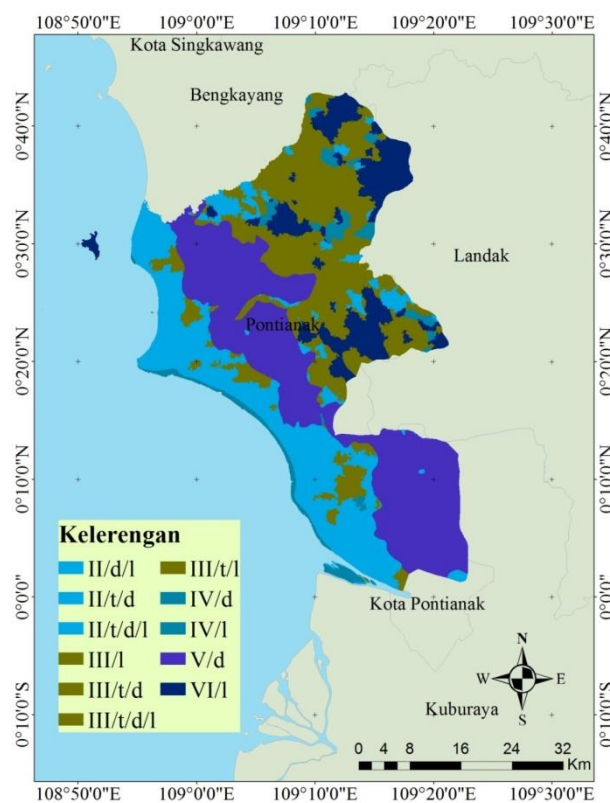 108°50'0"E 109°0'0"E 109°10'0"E 109°20'0"E 109°30'0"E
Kota Singkawang
Bengkayang
0°40'0"N 0°40'0"N
0°30'0"N 0°30'0"N
Landak
Pontianak
0°20'0"N 0°20'0"N
0°10'0"N 0°10'0"N
Kelerengan
II/d/l III/t/l
II/t/d IV/d
II/t/d/l IV/l
III/l V/d
III/t/d VI/l
III/t/d/l
0°0'0" 0°0'0"
Kota Pontianak
N
W E
S
Kuburaya
0°10'0"S 0°10'0"S
0 4 8 16 24 32
Km
108°50'0"E 109°0'0"E 109°10'0"E 109°20'0"E 109°30'0"E